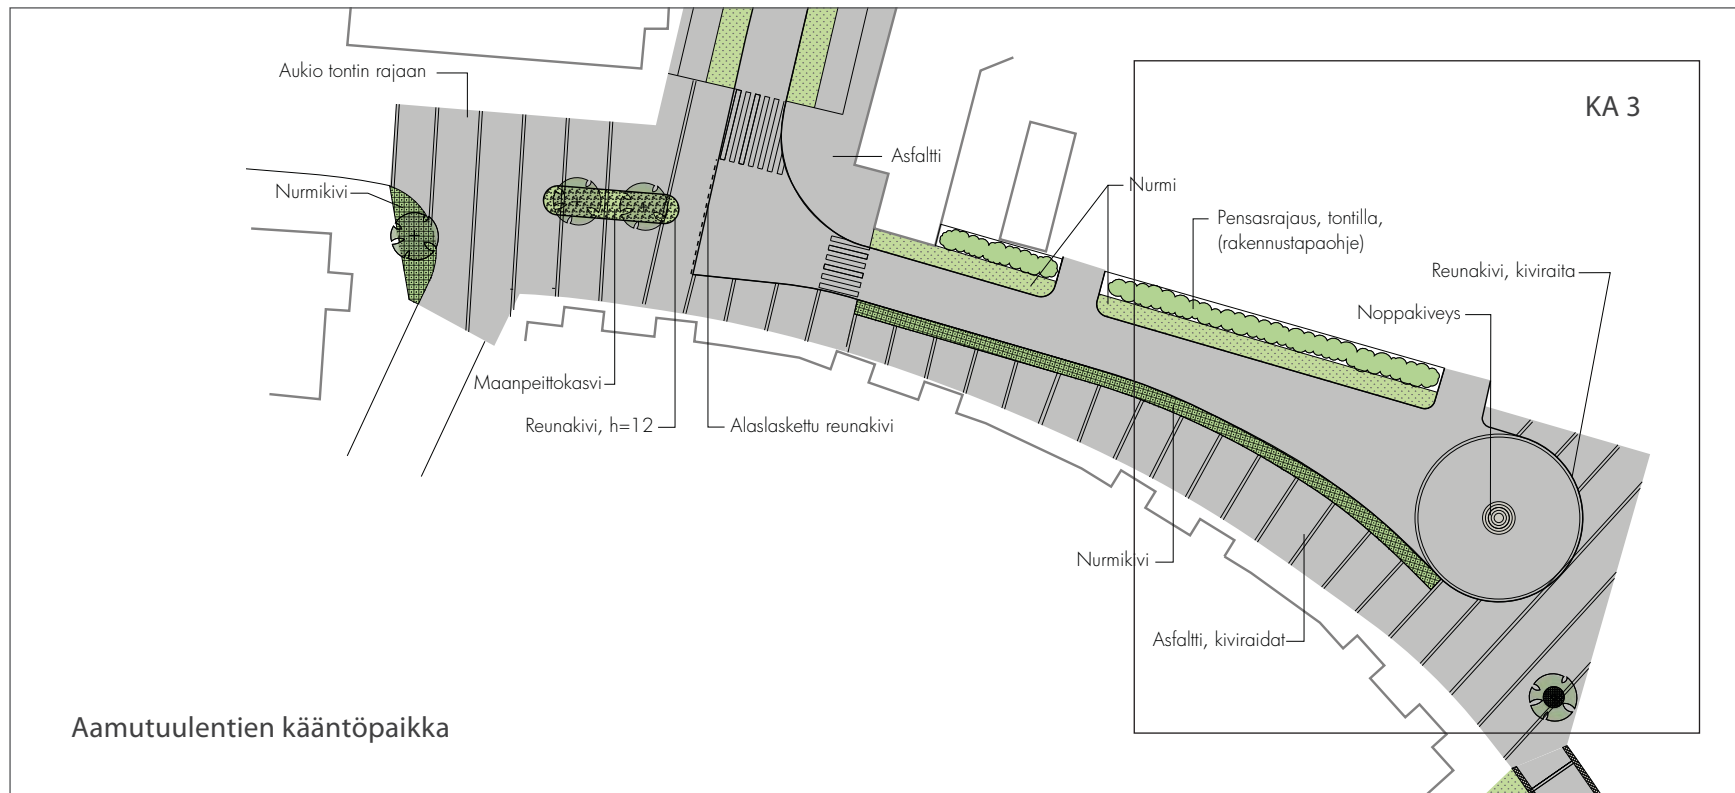 Aukio tontin rajaan
KA 3
Asfaltti
Nurmikivi
Nurmi
Pensasrajaus, tontilla,
(rakennustapaohje)
Reunakivi, kiviraita
Noppakiveys
Maanpeittokasvi
Reunakivi, h=12
Alaslaskettu reunakivi
Nurmikivi
Asfaltti, kiviraidat
Aamutuulentien kääntöpaikka